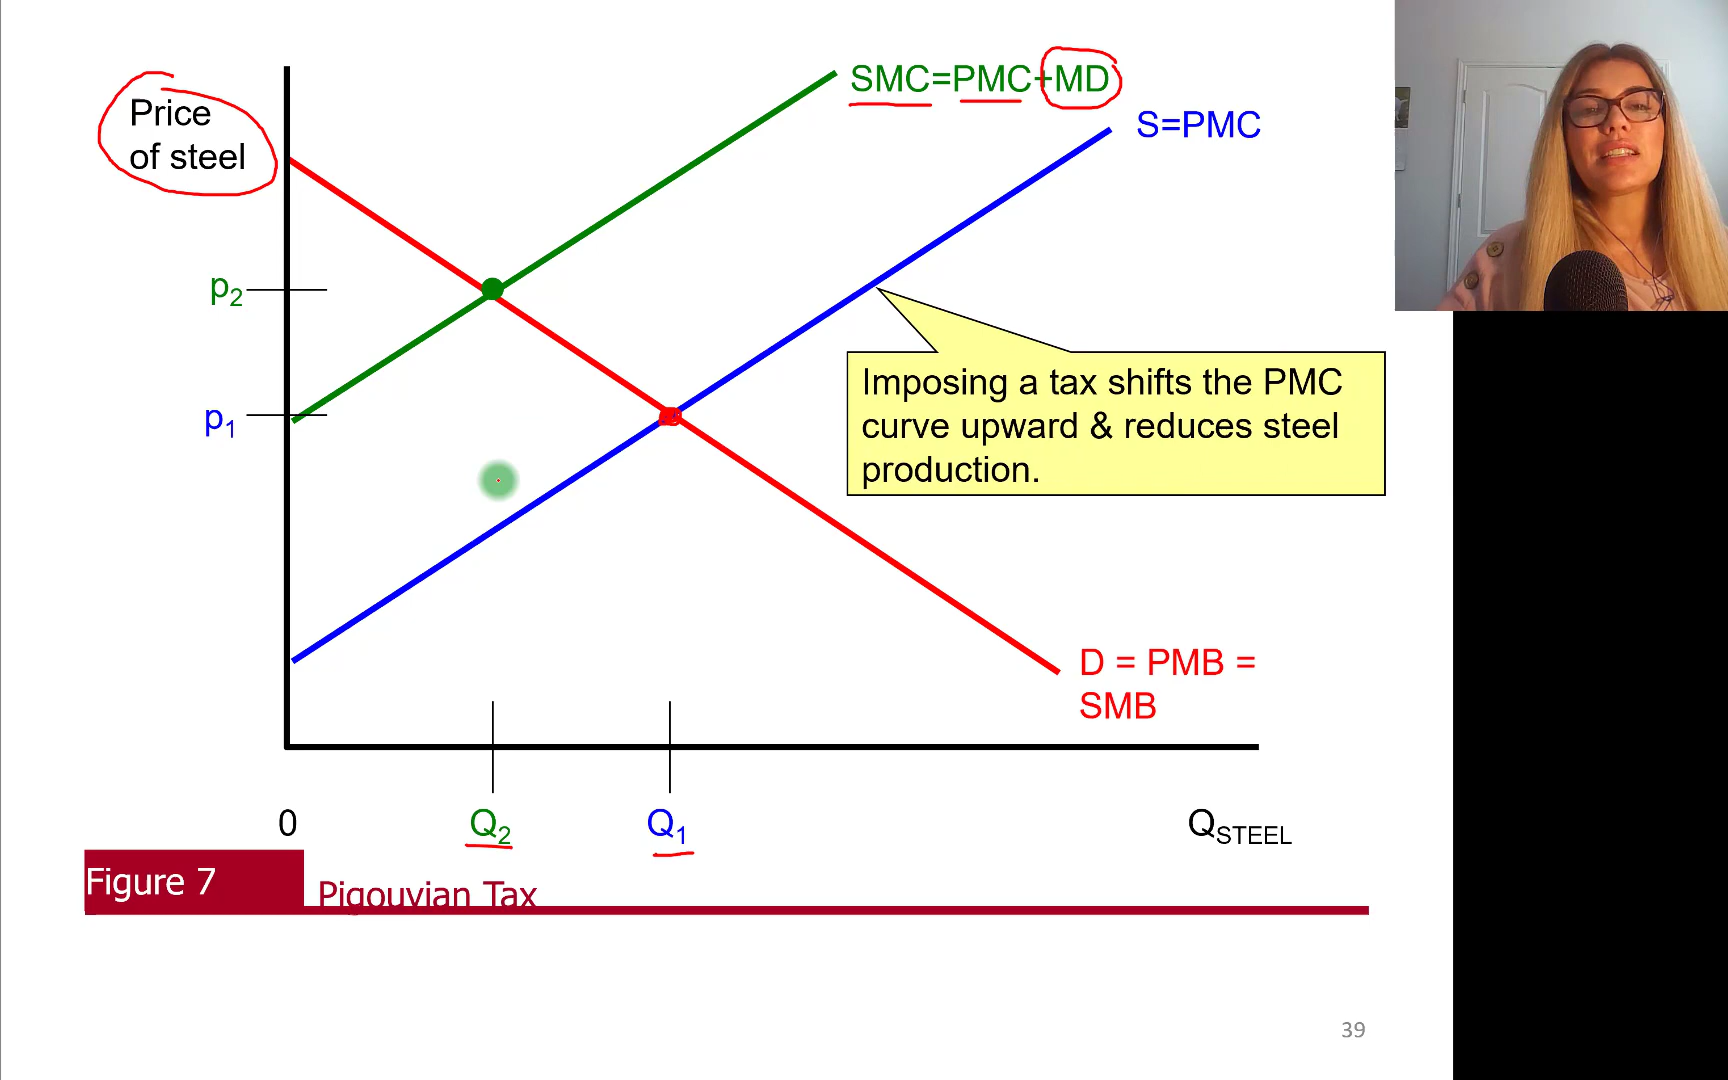 Price
of steel
SMC=PMC+MD
S=PMC
p2
p1
Imposing a tax shifts the PMC
curve upward & reduces steel
production.
D = PMB =
SMB
0
Q2
Q1
QSTEEL
Figure 7
Pigouvian Tax
39